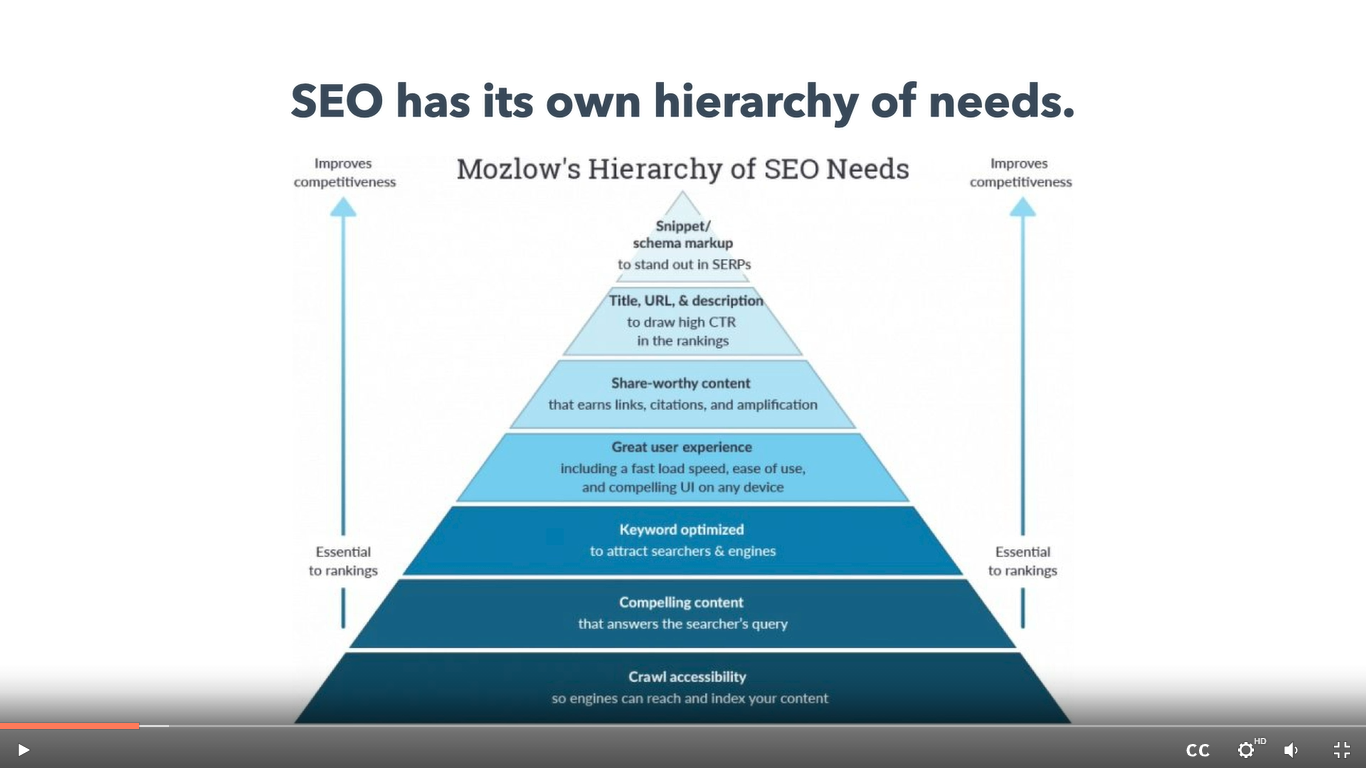 SEO has its own hierarchy of needs.
Improves
competitiveness
Mozlow's Hierarchy of SEO Needs
Improves
competitiveness
Snippet/
schema markup
to stand out in SERPs
Title, URL, & description
to draw high CTR
in the rankings
Share-worthy content
that earns links, citations, and amplification
Great user experience
including a fast load speed, ease of use,
and compelling UI on any device
Keyword optimized
to attract searchers & engines
Essential
to rankings
Essential
to rankings
Compelling content
that answers the searcher's query
Crawl accessibility
so engines can reach and index your content
CC
HD